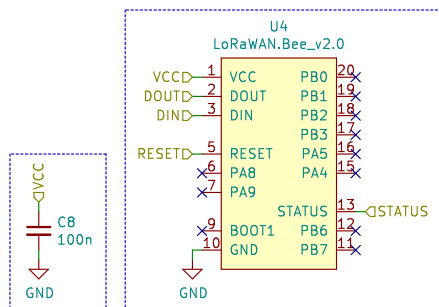 U4
LoRaWAN.Bee_v2.0
VCC 1 VCC PB0 20
DOUT 2 DOUT PB1 19
DIN 3 DIN PB2 18
PB3 17
RESET 5 RESET PA5 16
6 PA8 PA4 15
7 PA9
STATUS 13 STATUS
9 BOOT1 PB6 12
10 GND PB7 11
GND
VCC
C8
100n
GND